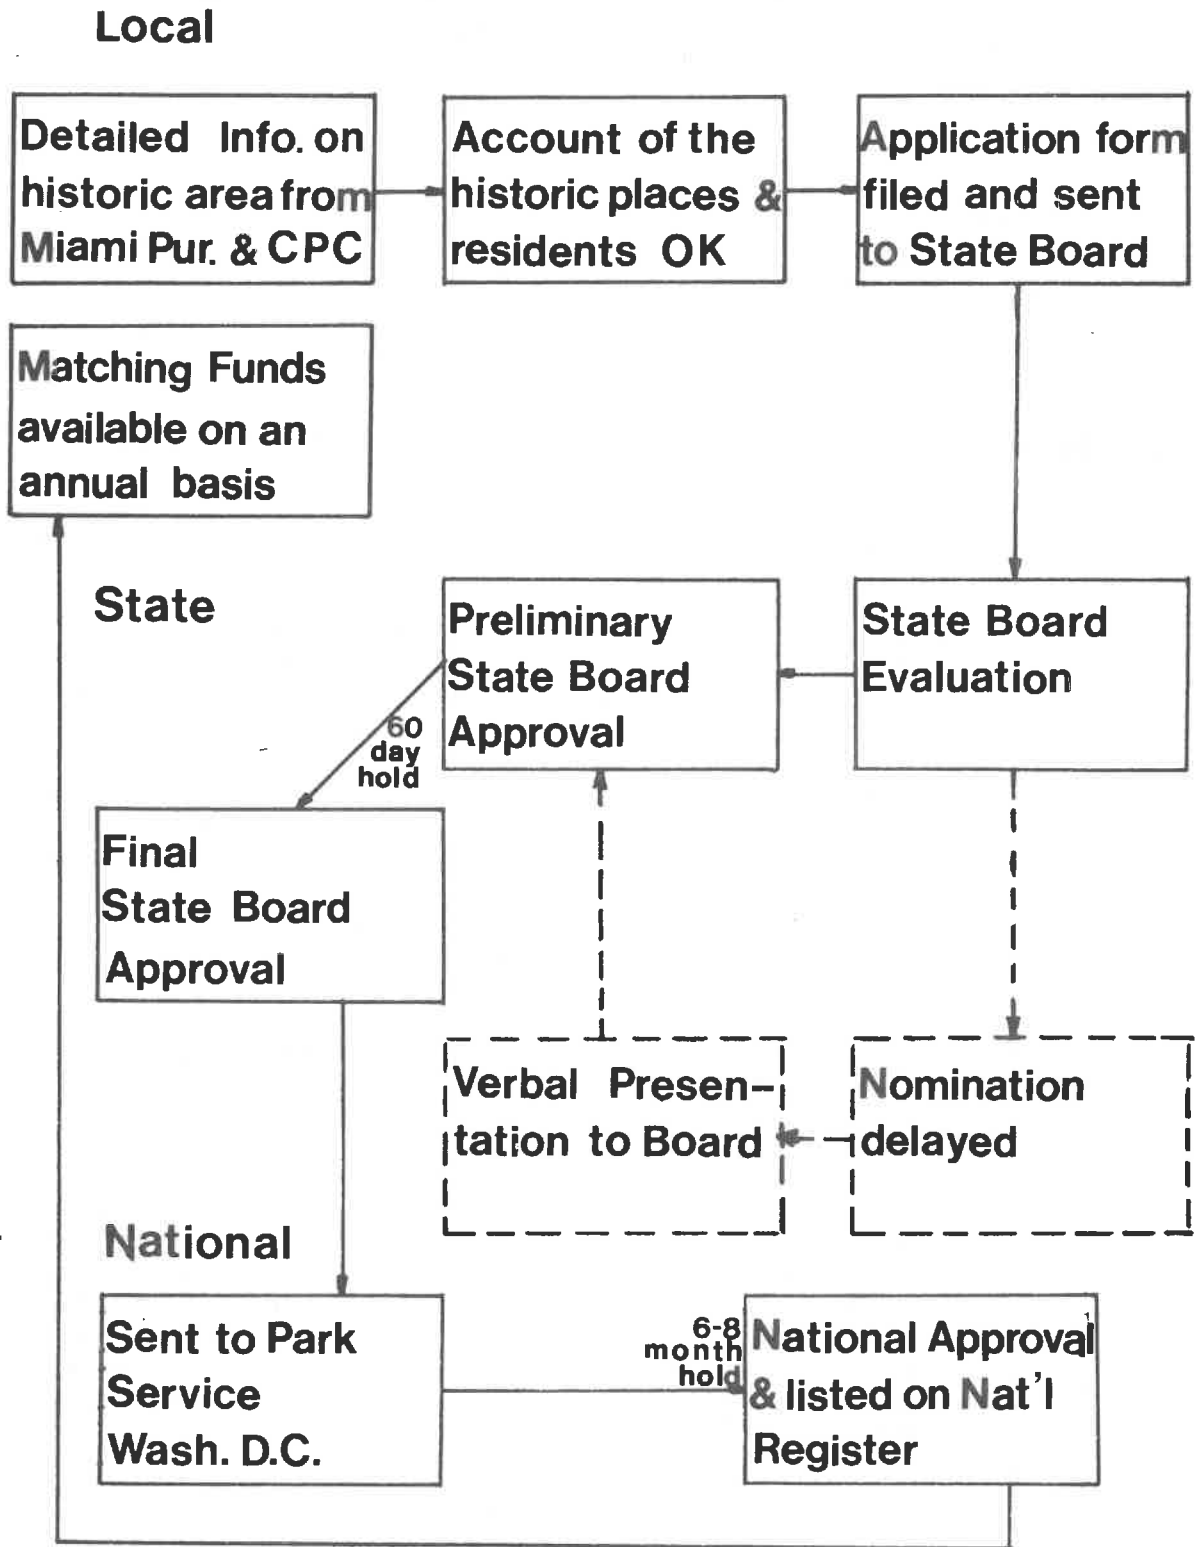 Local
Detailed Info. on
historic area from
Miami Pur. & CPC
Account of the
historic places &
residents OK
Application form
filed and sent
to State Board
Matching Funds
available on an
annual basis
State
Preliminary
State Board
Approval
State Board
Evaluation
60
day
hold
Final
State Board
Approval
Verbal Presen-
tation to Board
Nomination
delayed
National
Sent to Park
Service
Wash. D.C.
6-8
month
hold
National Approval
& listed on Nat'l
Register